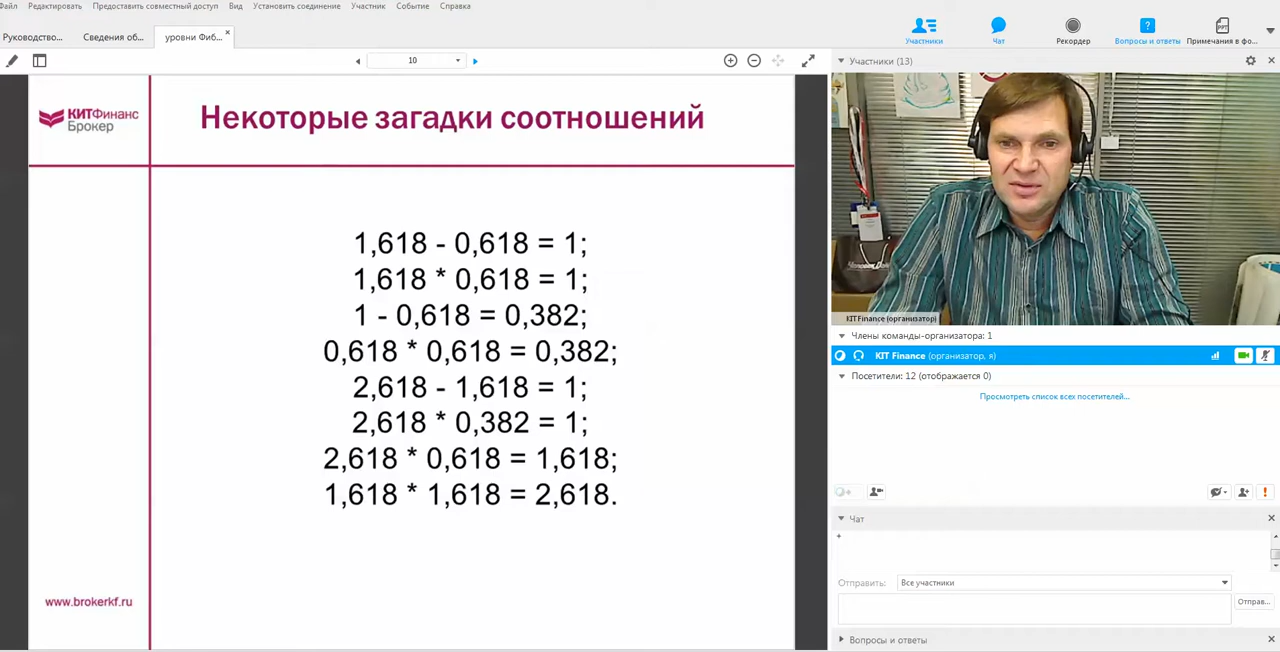 Файл Редактировать Предоставить совместный доступ Вид Установить соединение Участник Событие Справка
Руководство... Сведения об... уровни Фиб...
Участники Чат Рекордер Вопросы и ответы Примечания в фо...
10
Участники (13)
КИТФинанс
Брокер
Некоторые загадки соотношений
1,618 - 0,618 = 1;
1,618 * 0,618 = 1;
1 - 0,618 = 0,382;
0,618 * 0,618 = 0,382;
2,618 - 1,618 = 1;
2,618 * 0,382 = 1;
2,618 * 0,618 = 1,618;
1,618 * 1,618 = 2,618.
www.brokerkf.ru
KIT Finance (организатор)
Члены команды-организатора: 1
KIT Finance (организатор, я)
Посетители: 12 (отображается 0)
Просмотреть список всех посетителей...
Чат
+
Отправить: Все участники
Отправ...
Вопросы и ответы